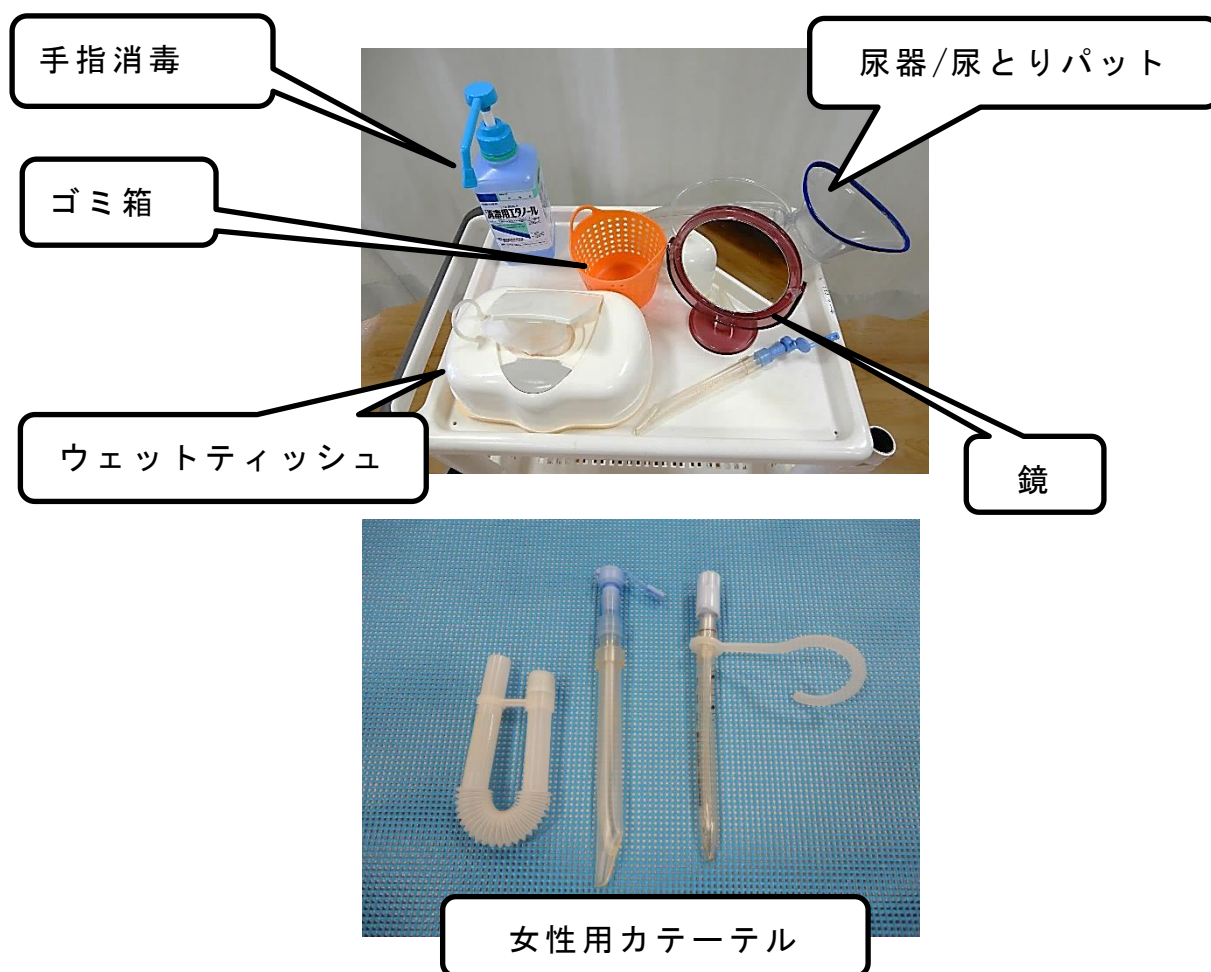 手指消毒
尿器/尿とりパット
ゴミ箱
消毒用エタノール
ウェットティッシュ
鏡
女性用カテーテル